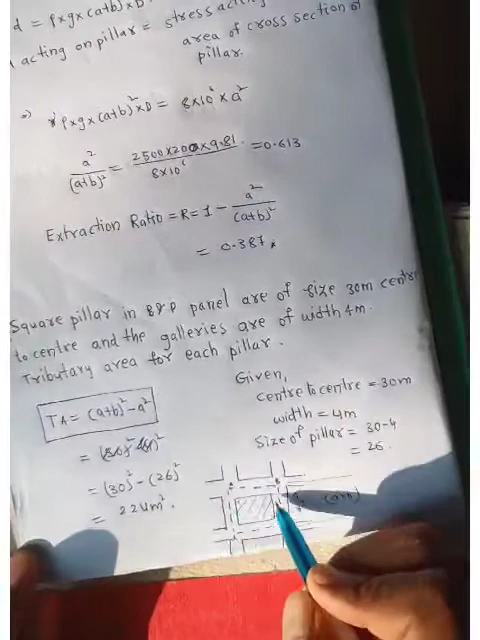 d = ρ×g×(a+b)×D
acting on pillar = stress acti
area of cross section of
pillar.
⇒ ρ×g×(a+b)²×D = 8×10⁶×a²
a²/(a+b)² = 2500×200×9.81/8×10⁶ = 0.613
Extraction Ratio = R = 1 - a²/(a+b)²
= 0.387
Square pillar in B&P panel are of size 30m centre
to centre and the galleries are of width 4m.
Tributary area for each pillar.
Given,
centre to centre = 30m
width = 4m
Size of pillar = 30-4
= 26.
TA = (a+b)² - a²
= (30)² - (26)²
= 224m².
(a+b)